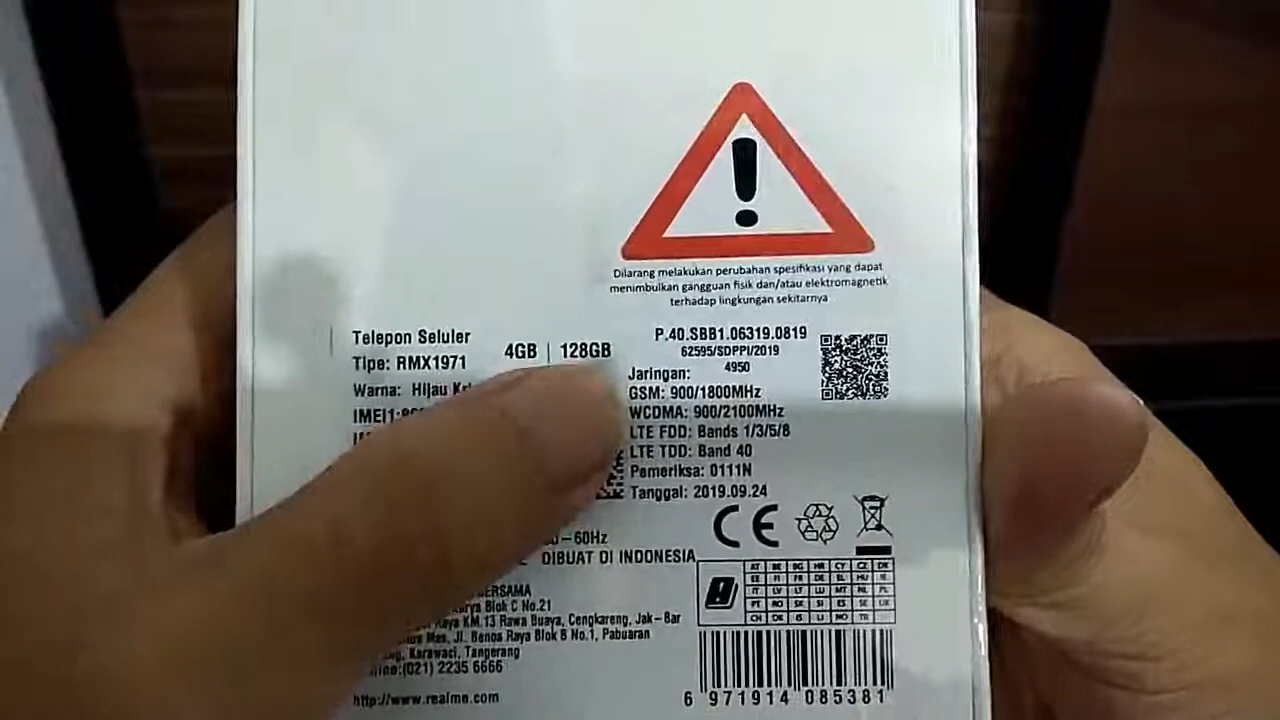 Dilarang melakukan perubahan spesifikasi yang dapat
menimbulkan gangguan fisik dan/atau elektromagnetik
terhadap lingkungan sekitarnya
Telepon Seluler
Tipe: RMX1971
4GB | 128GB
Warna: Hijau
IMEI1:
P.40.SBB1.06319.0819
62595/SDPPI/2019
4950
Jaringan:
GSM: 900/1800MHz
WCDMA: 900/2100MHz
LTE FDD: Bands 1/3/5/8
LTE TDD: Band 40
Pemeriksa: 0111N
Tanggal: 2019.09.24
CE
60Hz
DIBUAT DI INDONESIA
BERSAMA
Blok C No.21
Raya KM.13 Rawa Buaya, Cengkareng, Jak-Bar
Mas, Jl. Benoa Raya Blok B No.1, Pabuaran
Karawaci, Tangerang
(021) 2235 6666
http://www.realme.com
AT BE BG HR CY CZ DK
EE FI FR DE EL HU IE
IT LV LT LU MT NL PL
PT RO SK SI ES SE UK
CH DK IS LI NO TR
6 971914 085381